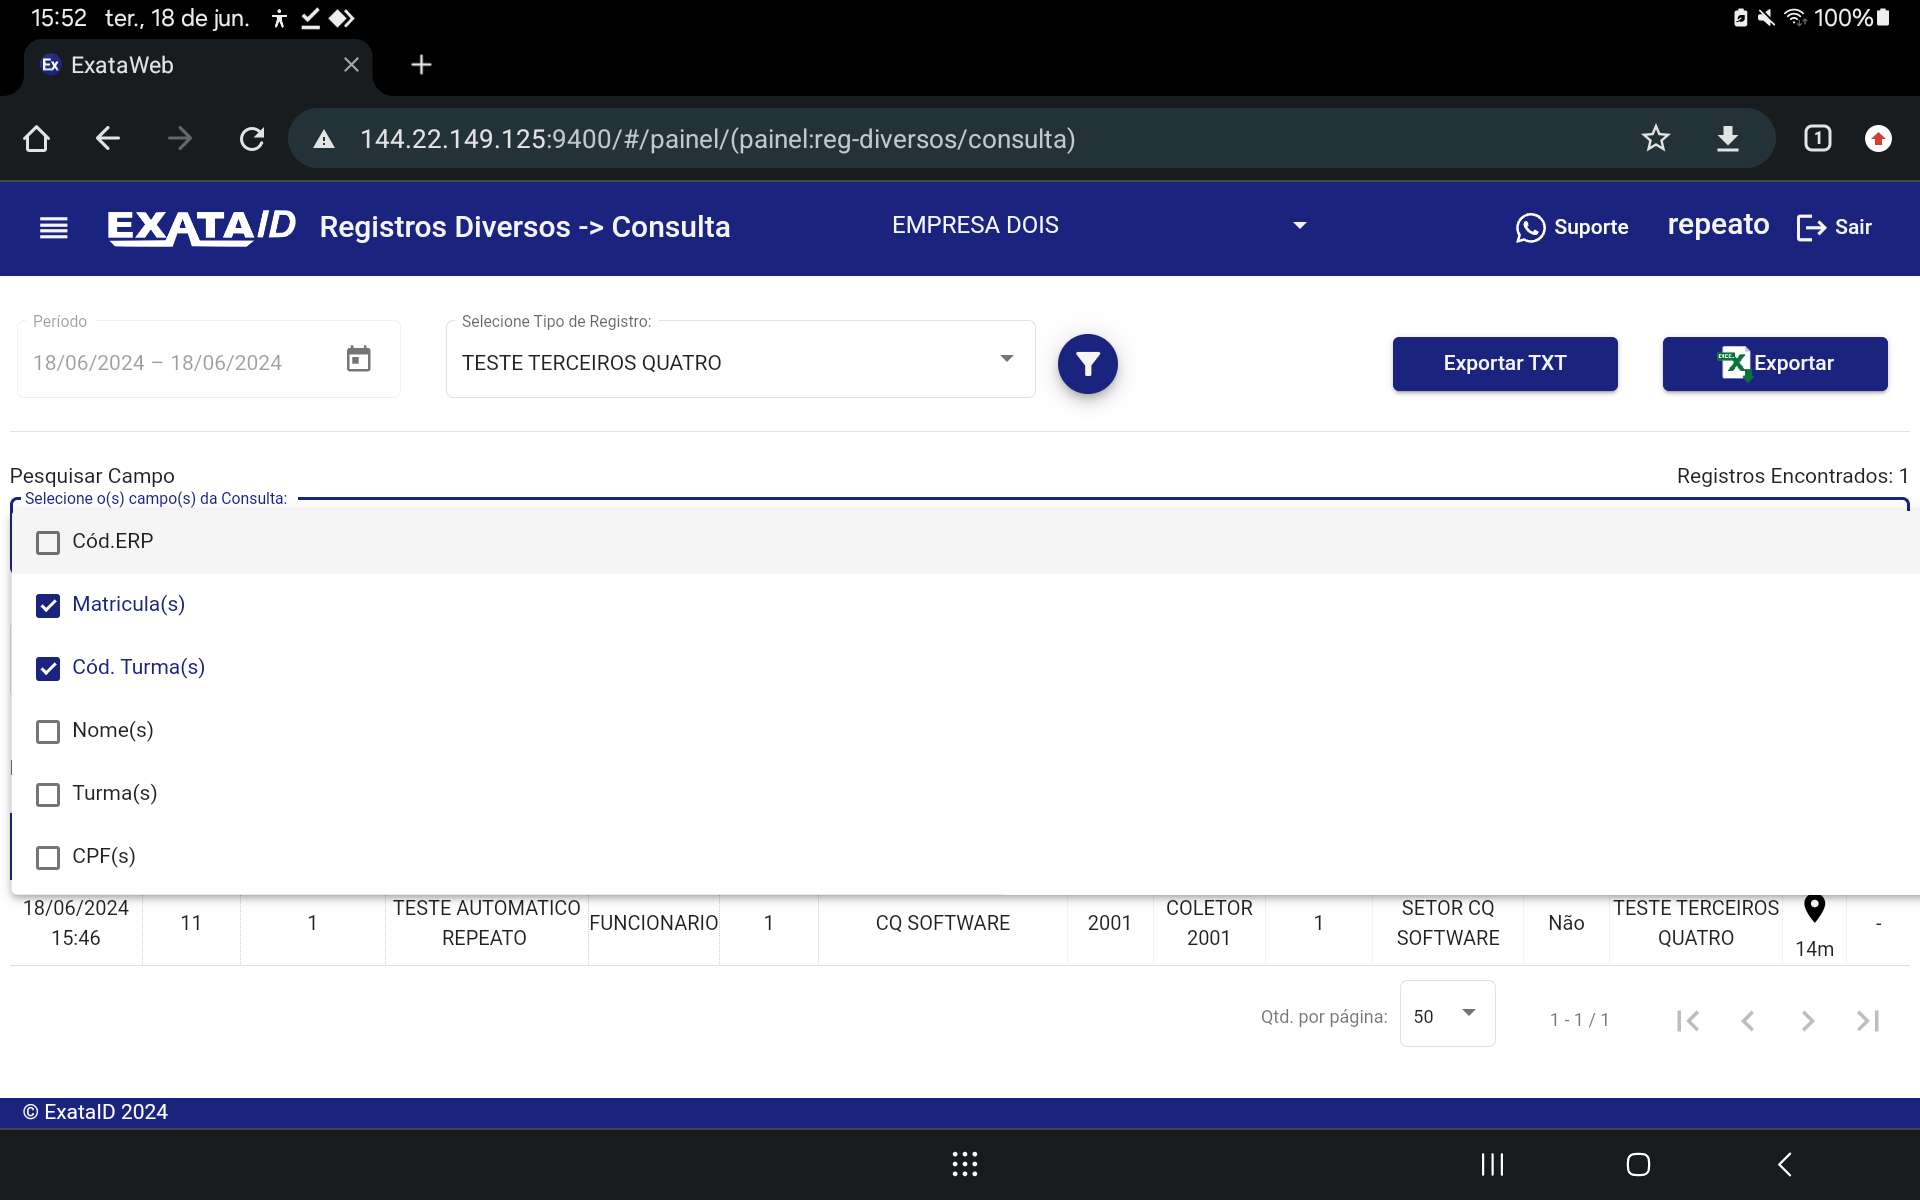 15:52 ter., 18 de jun. 100%
Ex ExataWeb
144.22.149.125:9400/#/painel/(painel:reg-diversos/consulta) 1
EXATAID Registros Diversos -> Consulta EMPRESA DOIS Suporte repeato Sair
Período Selecione Tipo de Registro:
18/06/2024 – 18/06/2024 TESTE TERCEIROS QUATRO Exportar TXT Exportar
Pesquisar Campo Registros Encontrados: 1
Selecione o(s) campo(s) da Consulta:
Cód.ERP
Matricula(s)
Cód. Turma(s)
Nome(s)
Turma(s)
CPF(s)
18/06/2024 TESTE AUTOMATICO COLETOR SETOR CQ TESTE TERCEIROS
11 1 FUNCIONARIO 1 CQ SOFTWARE 2001 1 Não -
15:46 REPEATO 2001 SOFTWARE QUATRO 14m
Qtd. por página: 50 1 - 1 / 1
© ExataID 2024